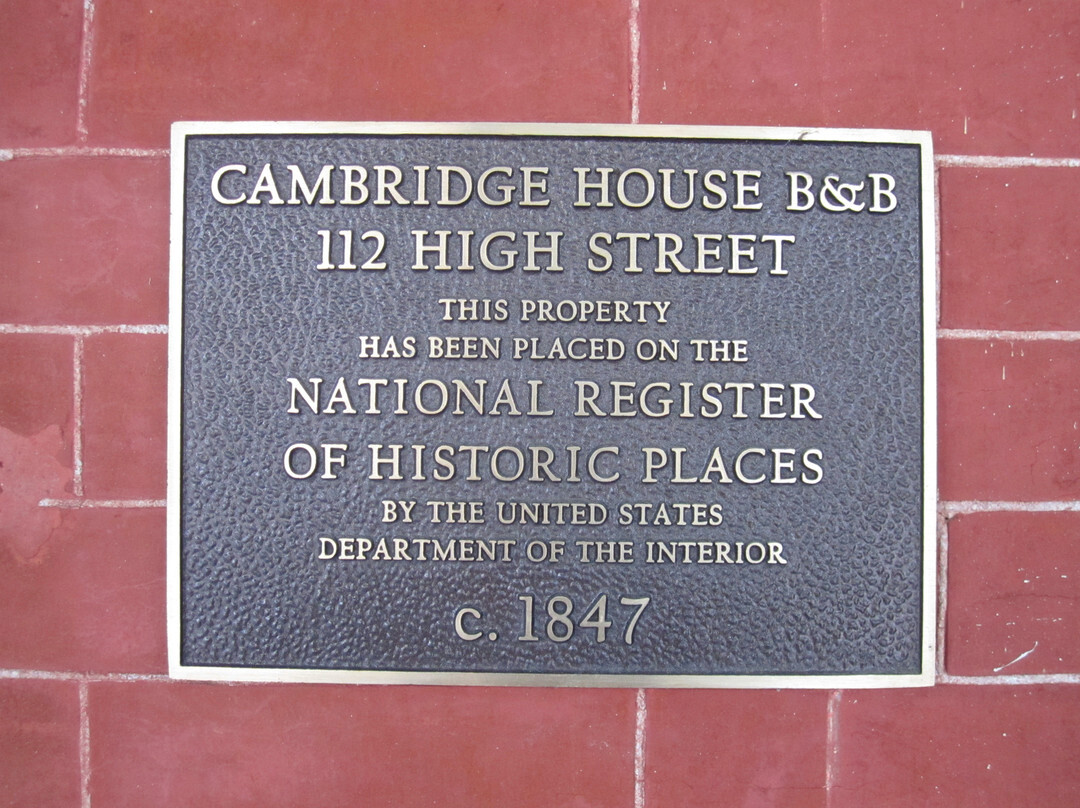 CAMBRIDGE HOUSE B&B
112 HIGH STREET
THIS PROPERTY
HAS BEEN PLACED ON THE
NATIONAL REGISTER
OF HISTORIC PLACES
BY THE UNITED STATES
DEPARTMENT OF THE INTERIOR
c. 1847